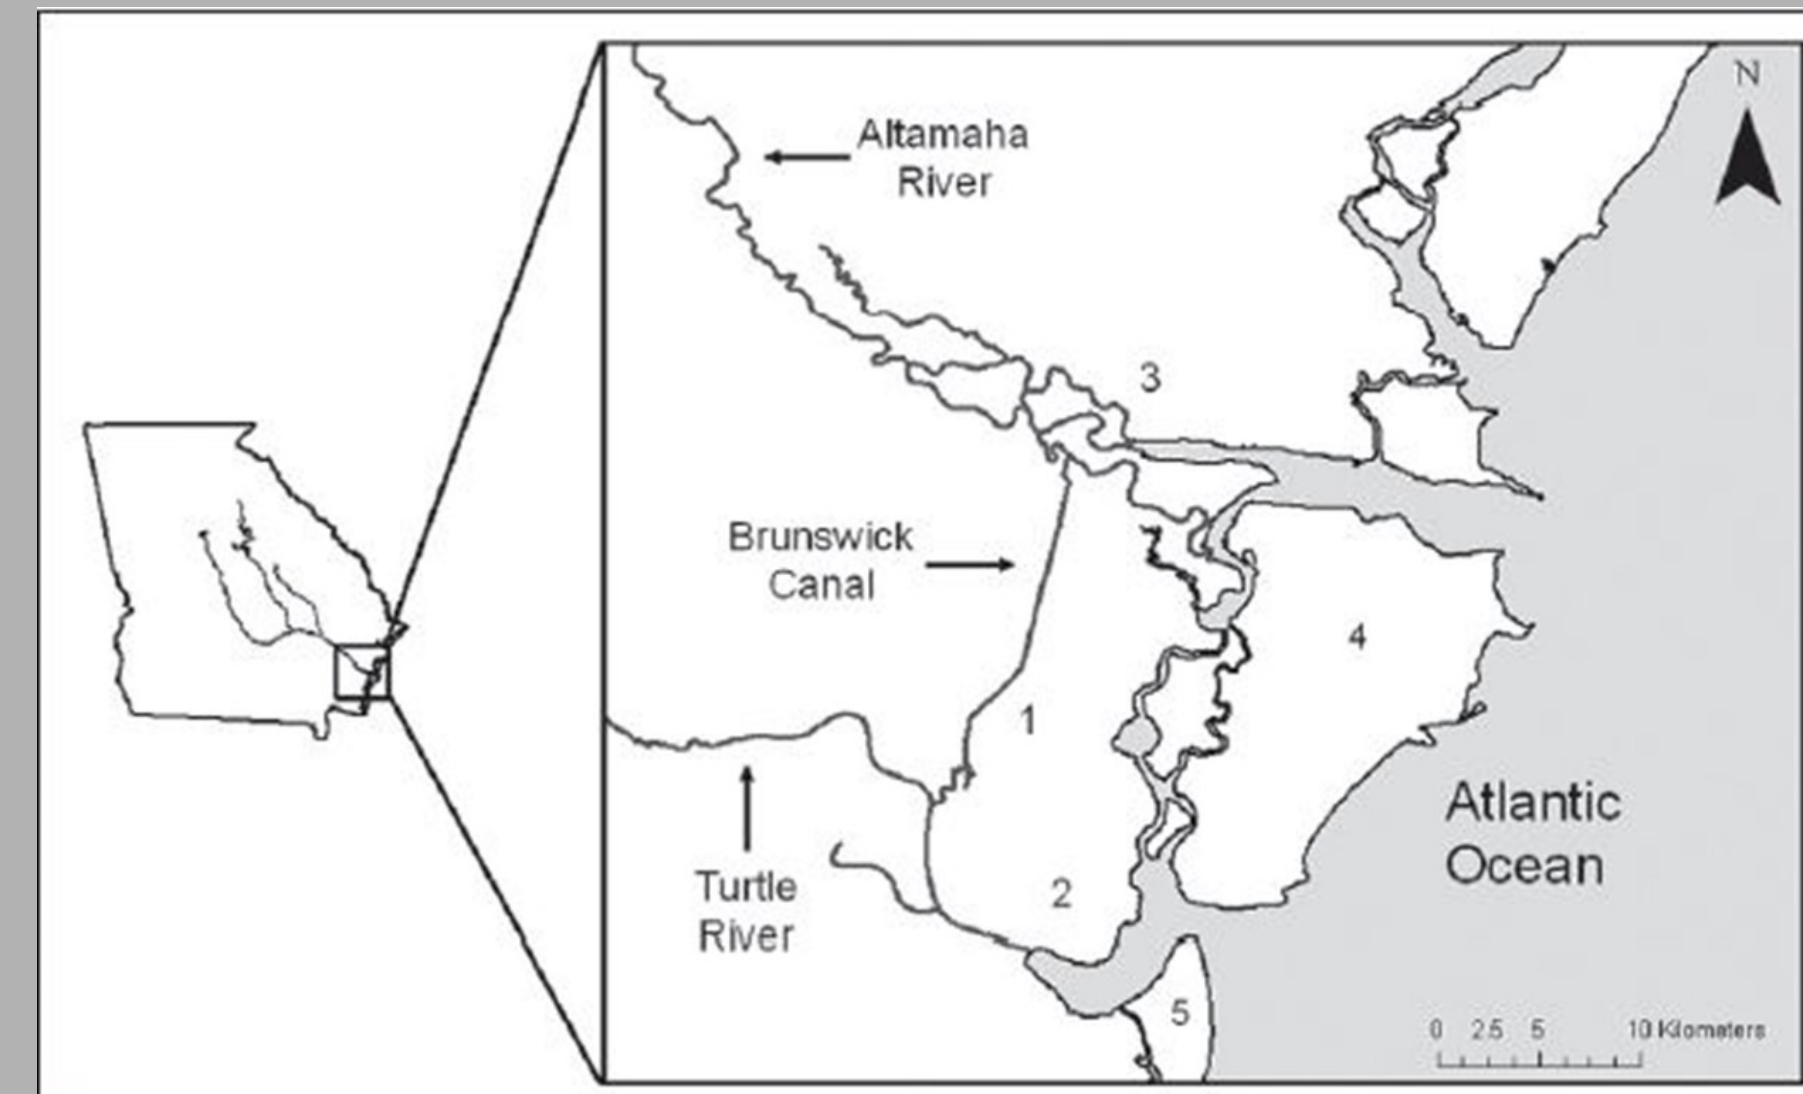 N
Altamaha
River
3
Brunswick
Canal
4
1
Atlantic
Ocean
Turtle
River
2
5
0 2.5 5 10 Kilometers